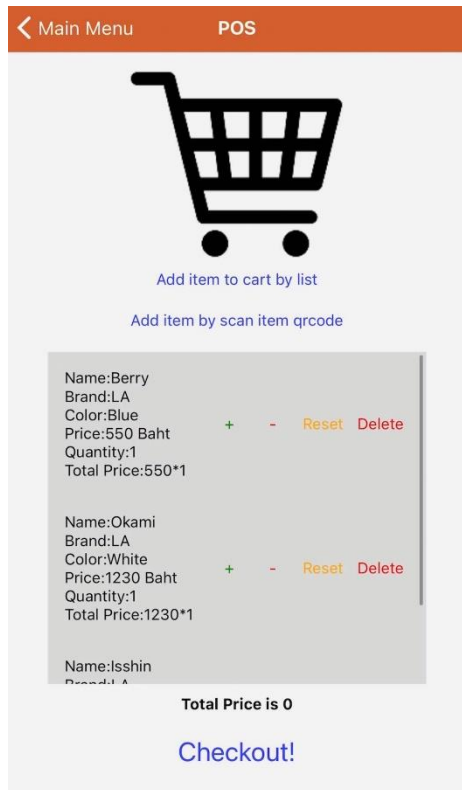 Main Menu
POS
Add item to cart by list
Add item by scan item qrcode
Name:Berry
Brand:LA
Color:Blue
Price:550 Baht
Quantity:1
Total Price:550*1
+ - Reset Delete
Name:Okami
Brand:LA
Color:White
Price:1230 Baht
Quantity:1
Total Price:1230*1
+ - Reset Delete
Name:Isshin
Brand:LA
Total Price is 0
Checkout!